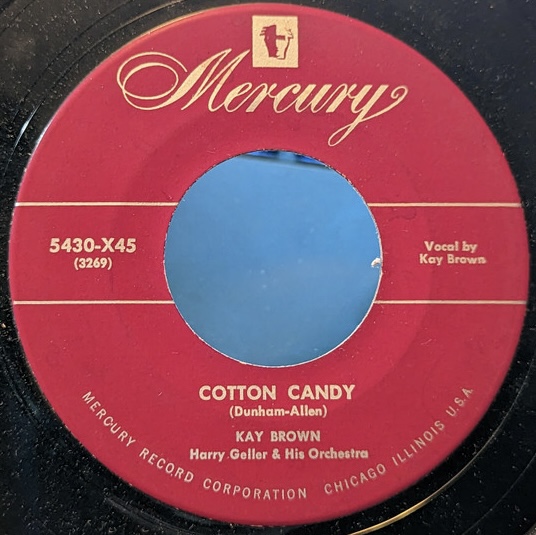 Mercury
5430-X45
(3269)
Vocal by
Kay Brown
COTTON CANDY
(Dunham-Allen)
KAY BROWN
Harry Geller & His Orchestra
MERCURY RECORD CORPORATION CHICAGO ILLINOIS U.S.A.